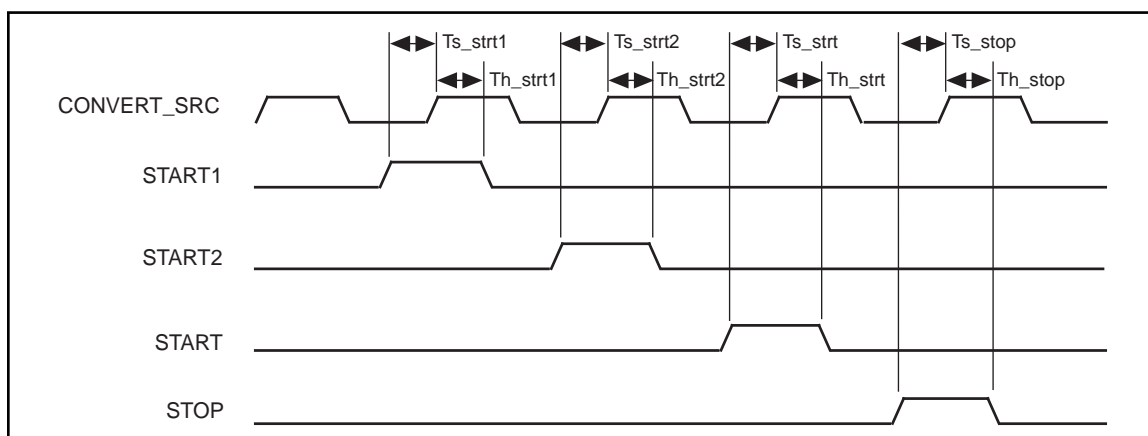 Ts_strt1 Ts_strt2 Ts_strt Ts_stop
Th_strt1 Th_strt2 Th_strt Th_stop
CONVERT_SRC
START1
START2
START
STOP